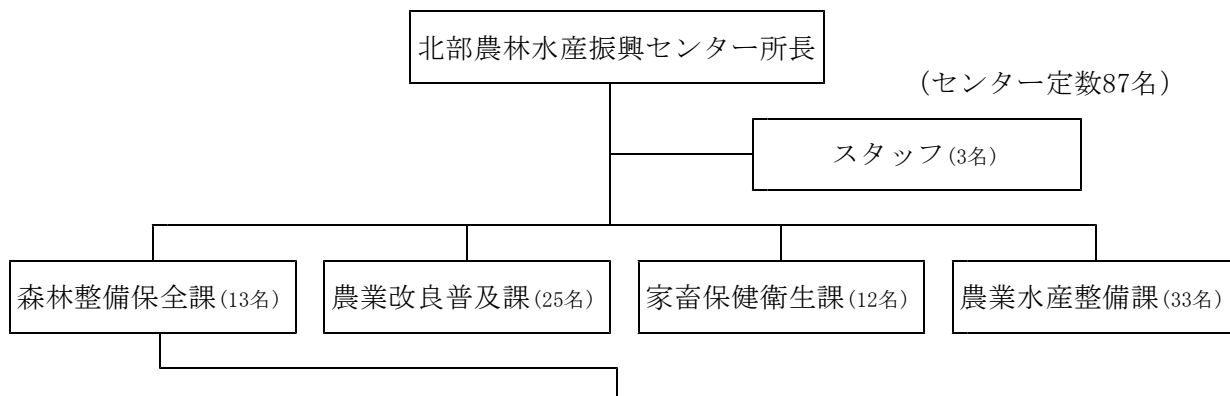 北部農林水産振興センター所長
(センター定数87名)
スタッフ(3名)
森林整備保全課(13名)
農業改良普及課(25名)
家畜保健衛生課(12名)
農業水産整備課(33名)